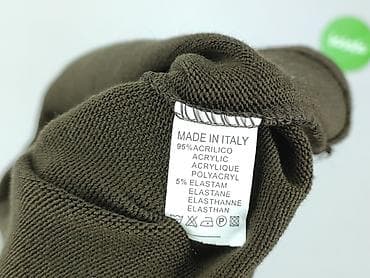 MADE IN ITALY
95% ACRILICO
ACRYLIC
ACRYLIQUE
POLYACRYL
5% ELASTAM
ELASTANE
ELASTHANNE
ELASTHAN